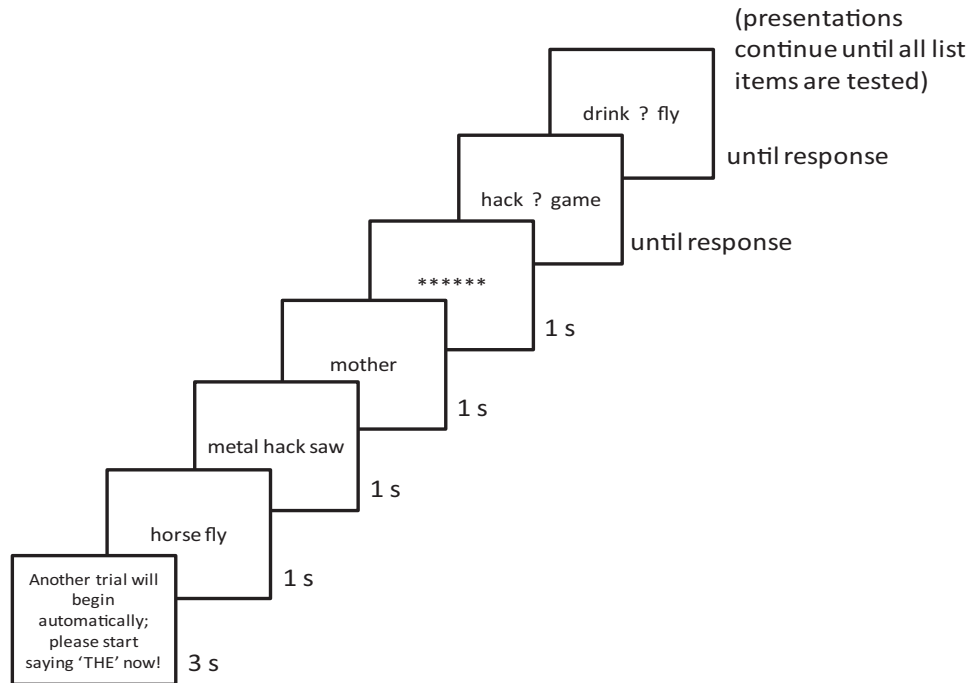 (presentations
continue until all list
items are tested)
drink ? fly
until response
hack ? game
until response
******
1 s
mother
1 s
metal hack saw
1 s
horse fly
1 s
Another trial will
begin
automatically;
please start
saying ‘THE’ now!
3 s